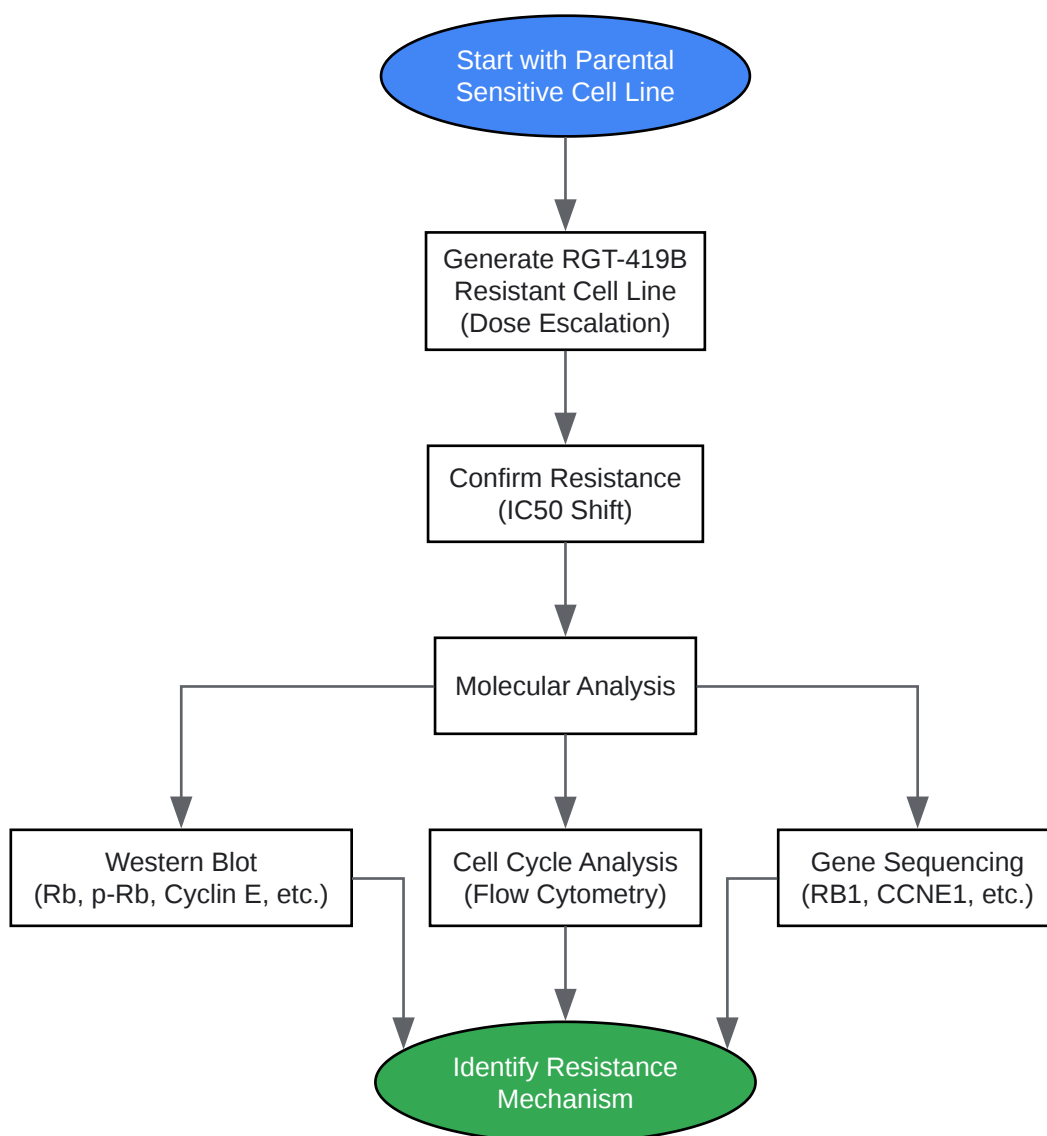 Start with Parental
Sensitive Cell Line
Generate RGT-419B
Resistant Cell Line
(Dose Escalation)
Confirm Resistance
(IC50 Shift)
Molecular Analysis
Western Blot
(Rb, p-Rb, Cyclin E, etc.)
Cell Cycle Analysis
(Flow Cytometry)
Gene Sequencing
(RB1, CCNE1, etc.)
Identify Resistance
Mechanism